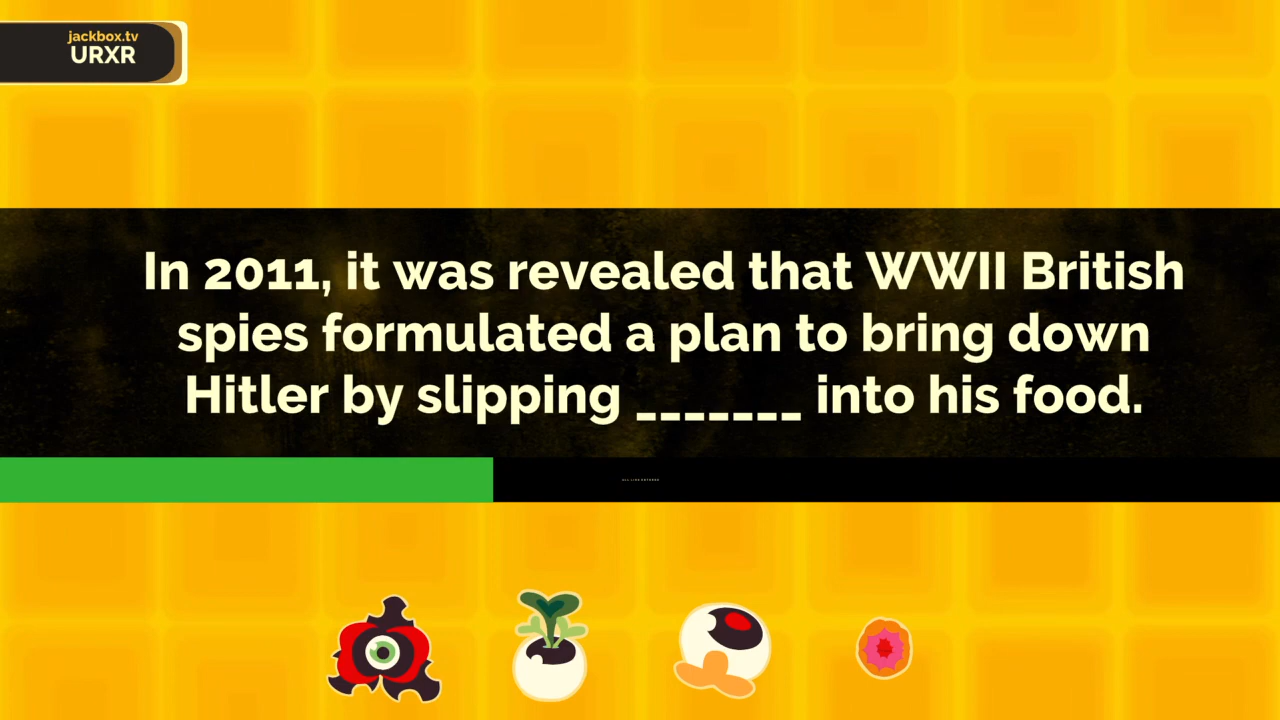 jackbox.tv
URXR
In 2011, it was revealed that WWII British
spies formulated a plan to bring down
Hitler by slipping _______ into his food.